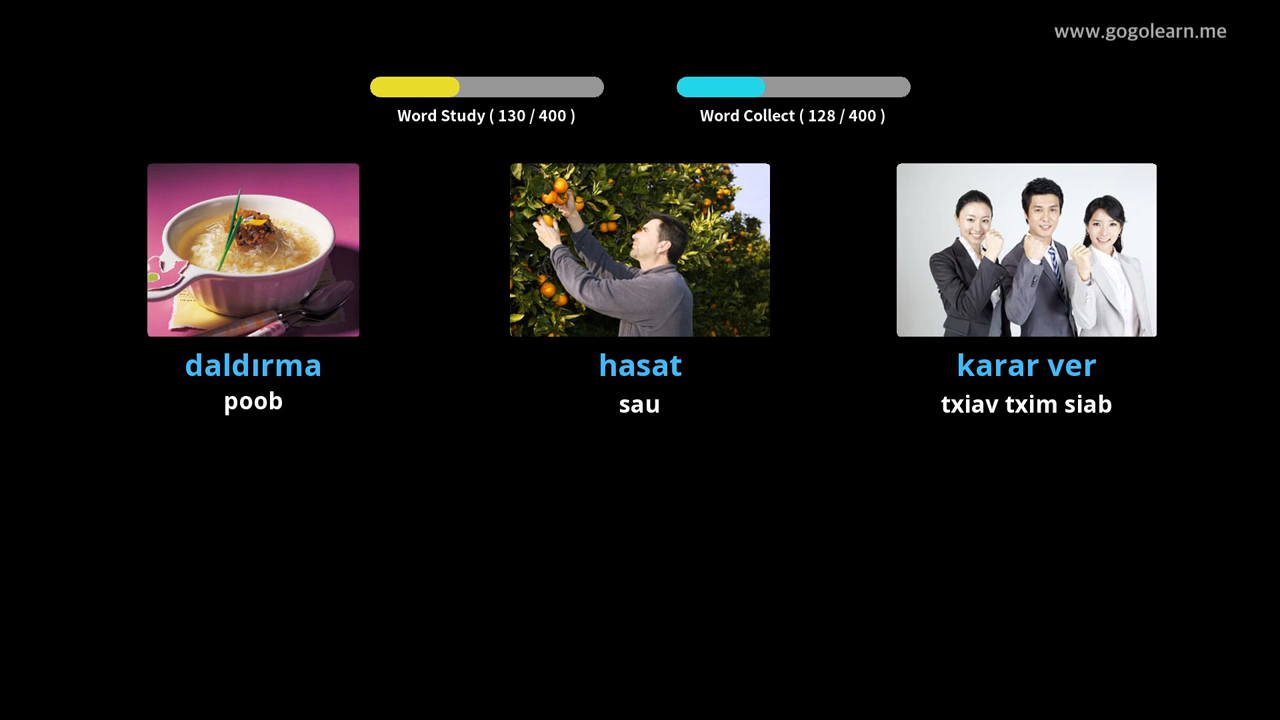 www.gogolearn.me
Word Study ( 130 / 400 )
Word Collect ( 128 / 400 )
daldırma
poob
hasat
sau
karar ver
txiav txim siab